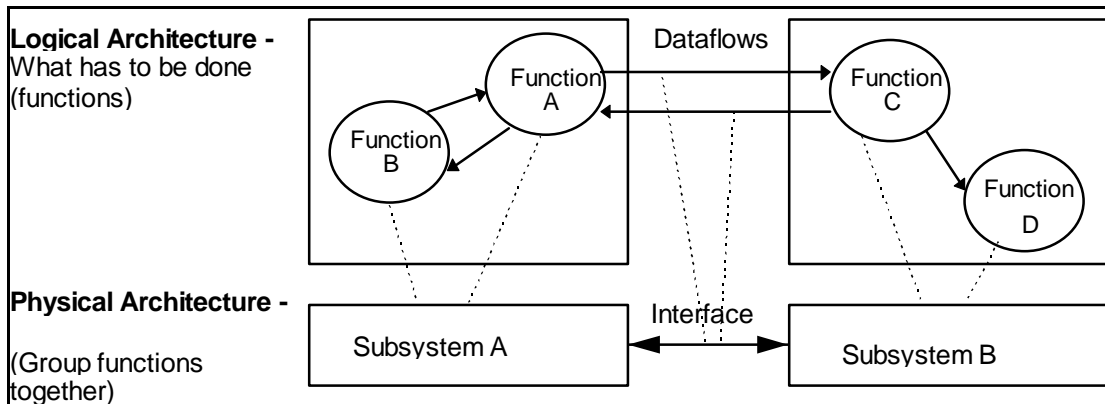 Logical Architecture -
What has to be done
(functions)
Dataflows
Function
A
Function
B
Function
C
Function
D
Physical Architecture -
(Group functions
together)
Subsystem A
Interface
Subsystem B